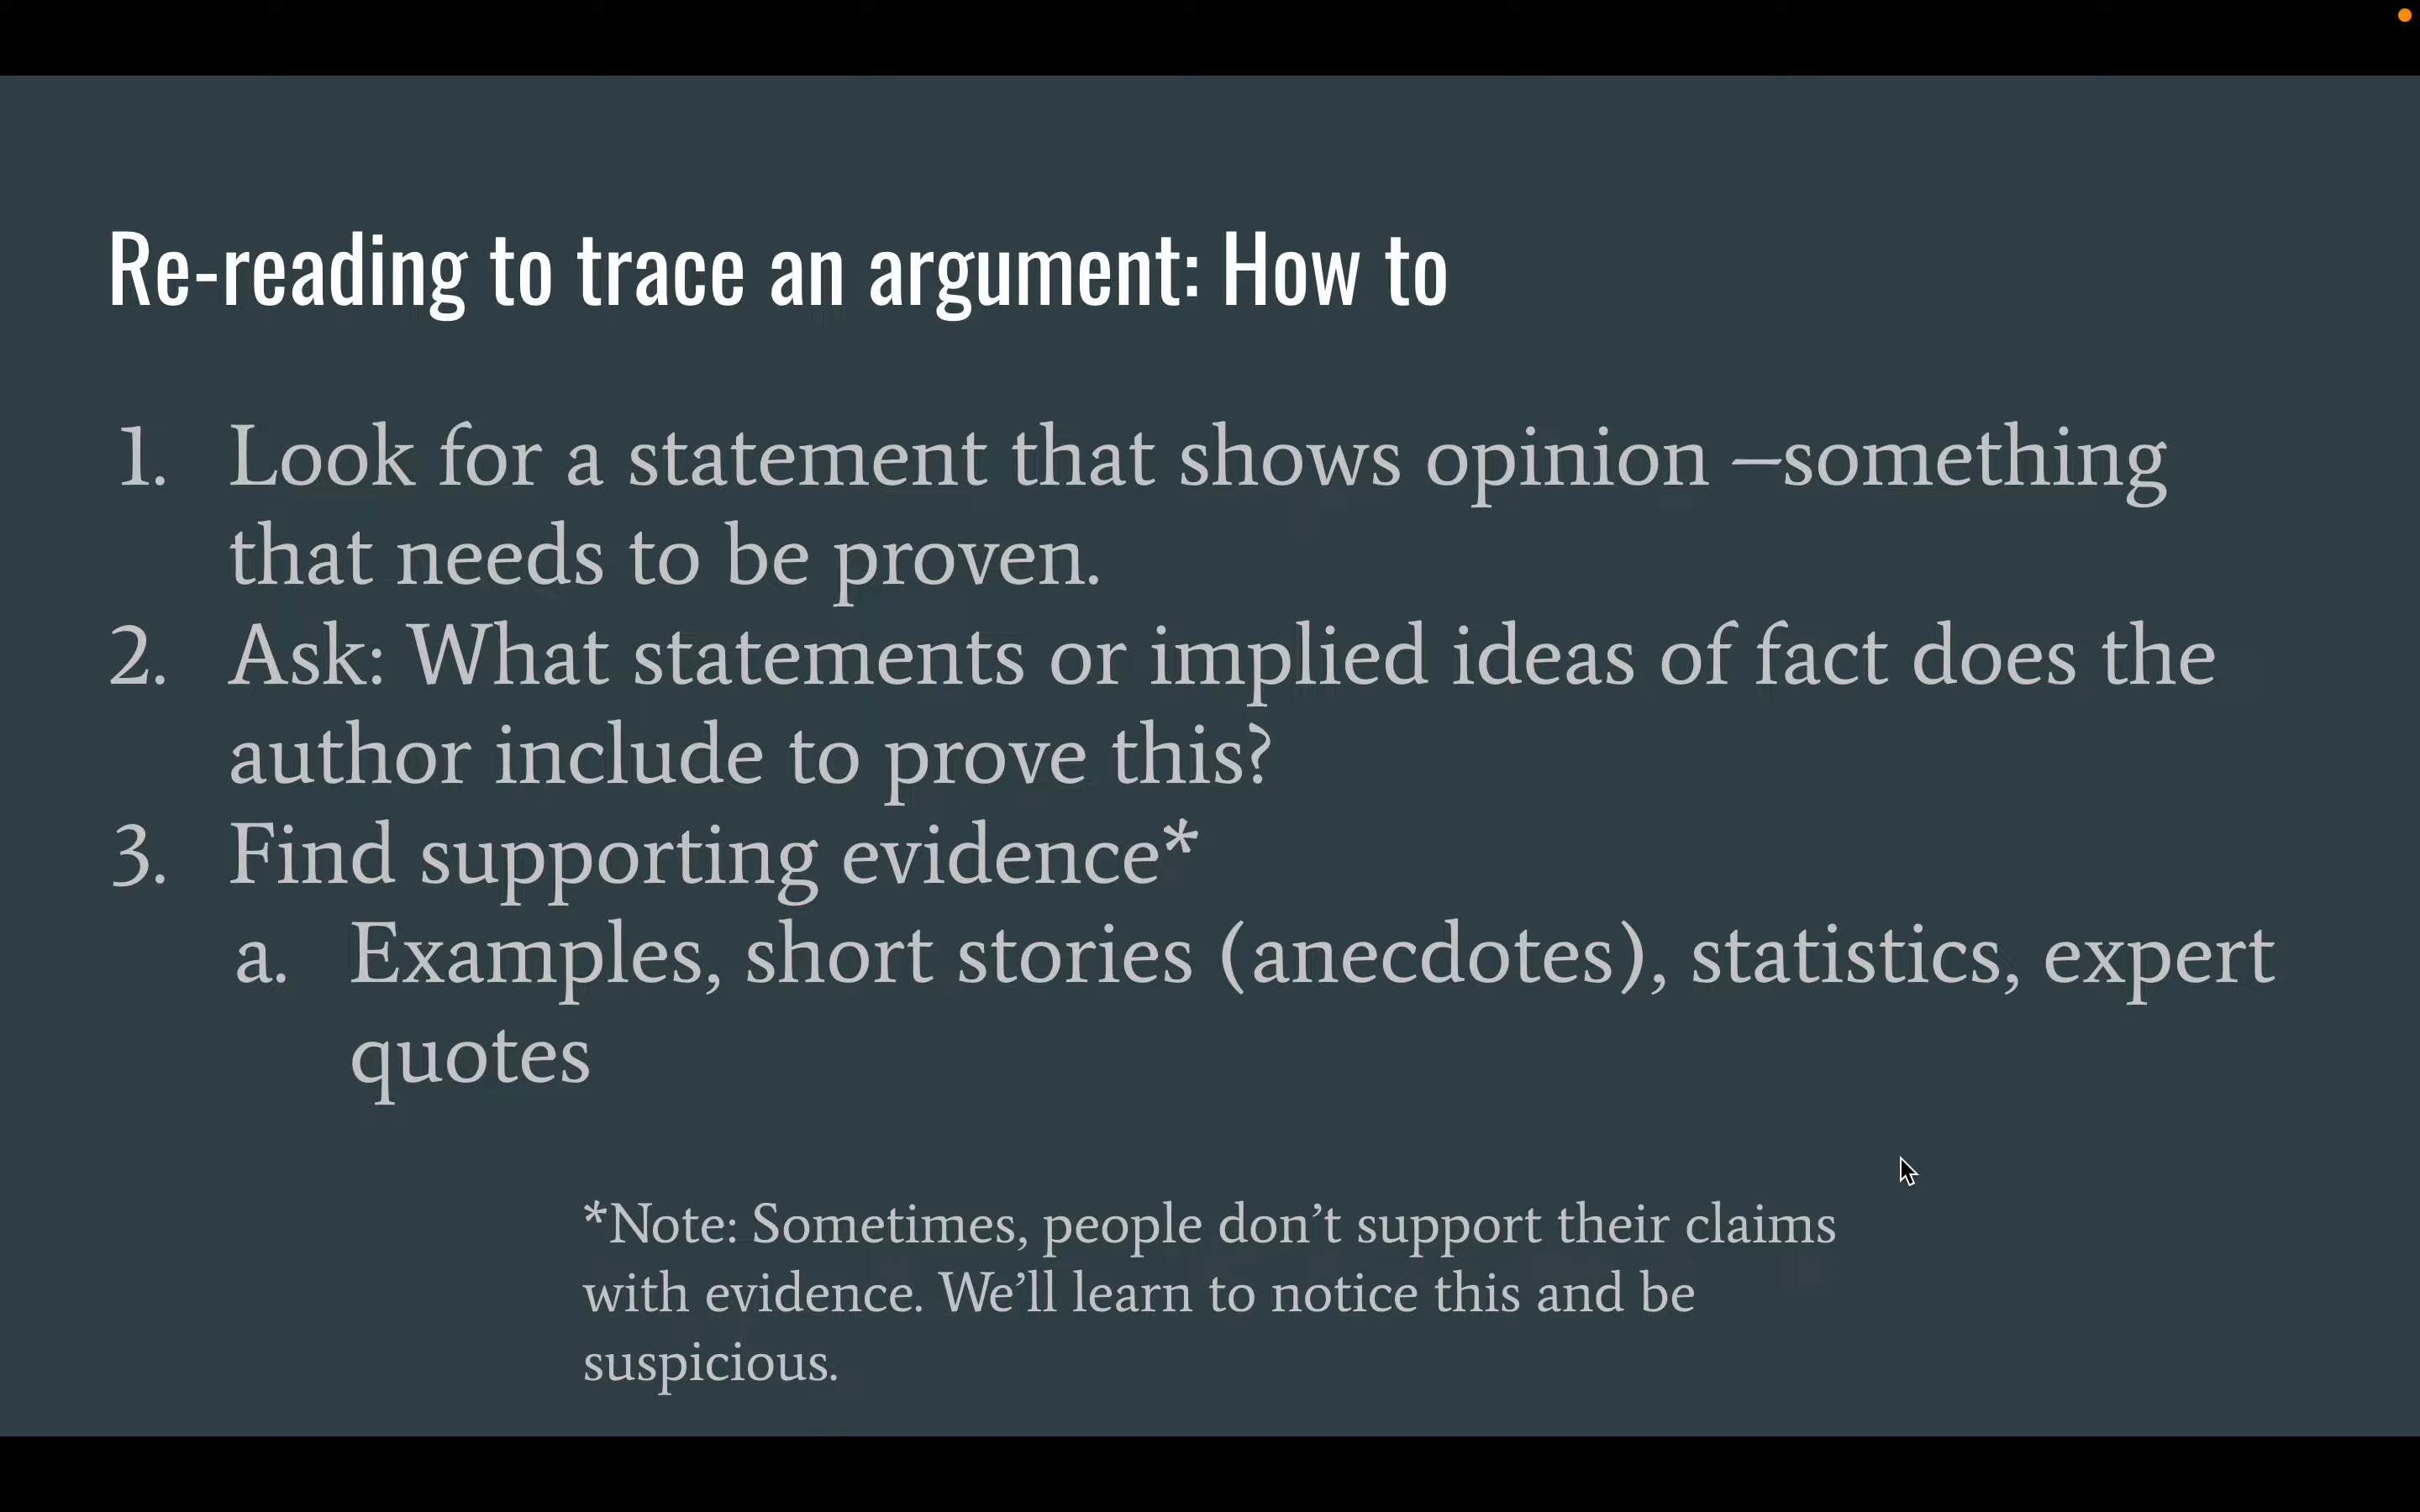 Re-reading to trace an argument: How to
1. Look for a statement that shows opinion —something
that needs to be proven.
2. Ask: What statements or implied ideas of fact does the
author include to prove this?
3. Find supporting evidence*
a. Examples, short stories (anecdotes), statistics, expert
quotes
*Note: Sometimes, people don’t support their claims
with evidence. We’ll learn to notice this and be
suspicious.